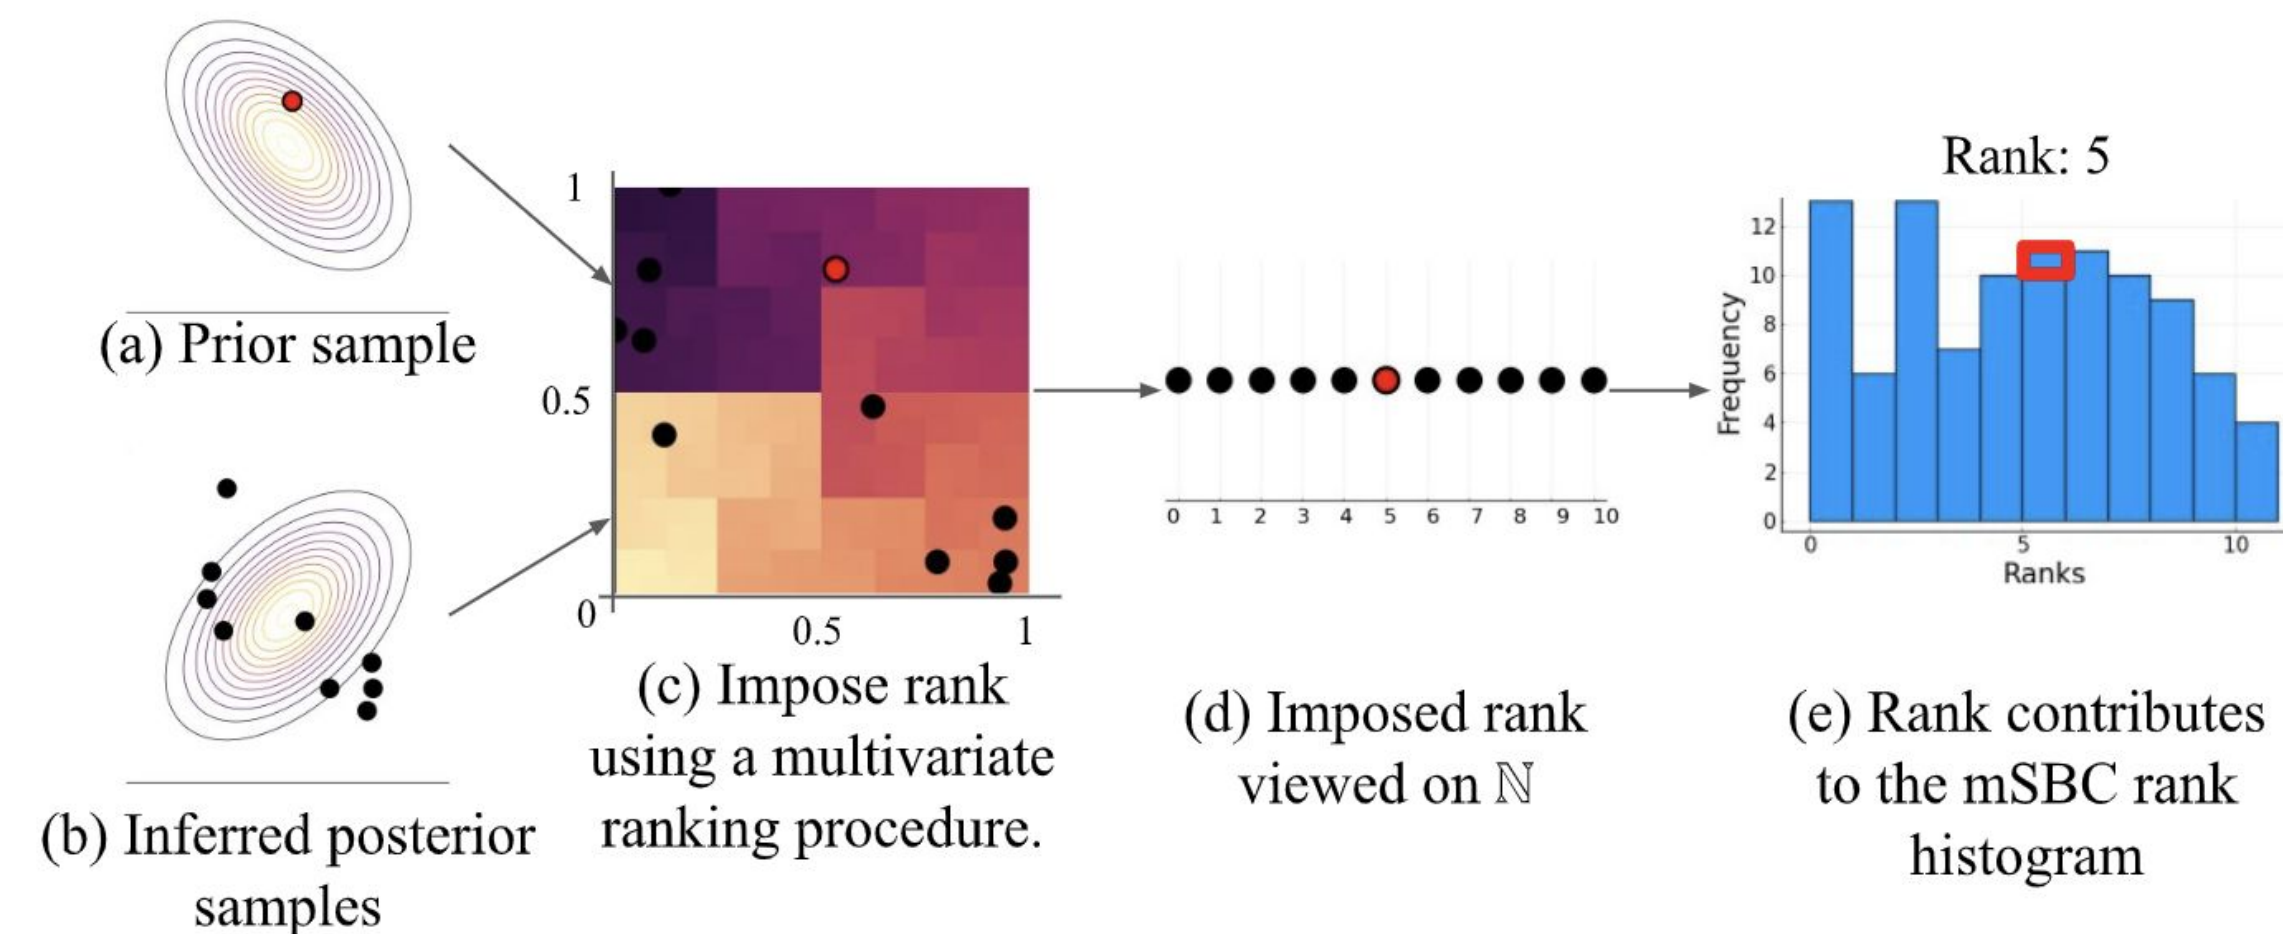 (a) Prior sample
(b) Inferred posterior
samples
1
0.5
0
0.5
1
(c) Impose rank
using a multivariate
ranking procedure.
0 1 2 3 4 5 6 7 8 9 10
(d) Imposed rank
viewed on ℕ
Rank: 5
Frequency
12
10
8
6
4
2
0
0 5 10
Ranks
(e) Rank contributes
to the mSBC rank
histogram